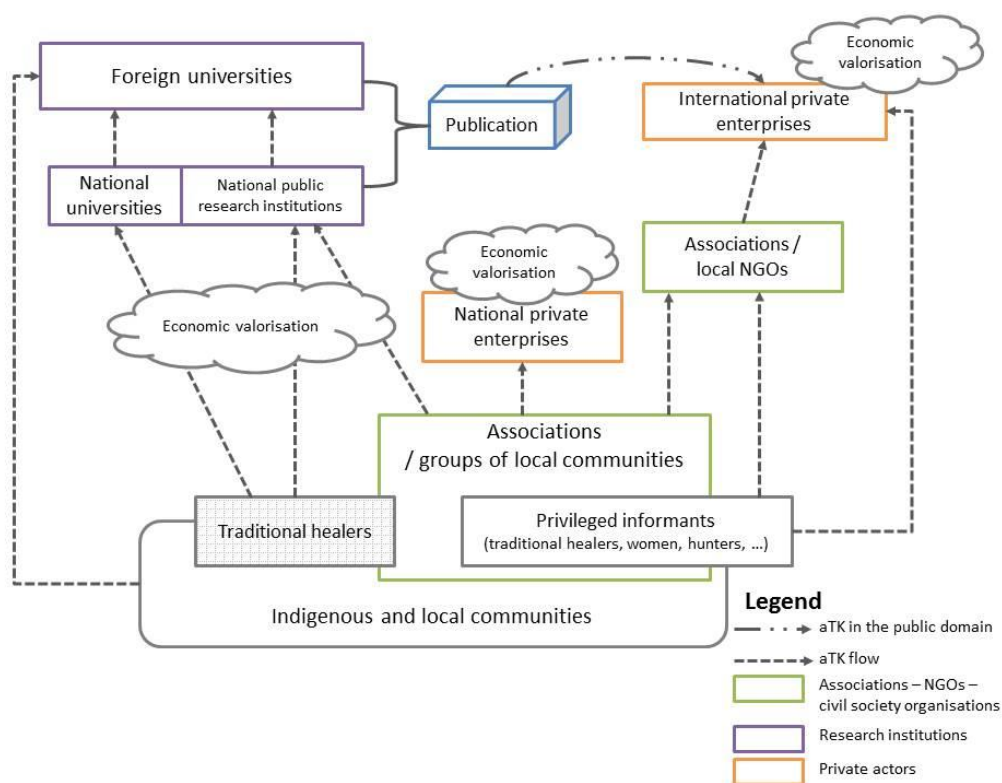 Economic
valorisation
Foreign universities
International private
enterprises
Publication
National
universities
National public
research institutions
Associations /
local NGOs
Economic
valorisation
National private
enterprises
Economic valorisation
Associations
/ groups of local communities
Traditional healers
Privileged informants
(traditional healers, women, hunters, ...)
Indigenous and local communities
Legend
aTK in the public domain
aTK flow
Associations – NGOs –
civil society organisations
Research institutions
Private actors